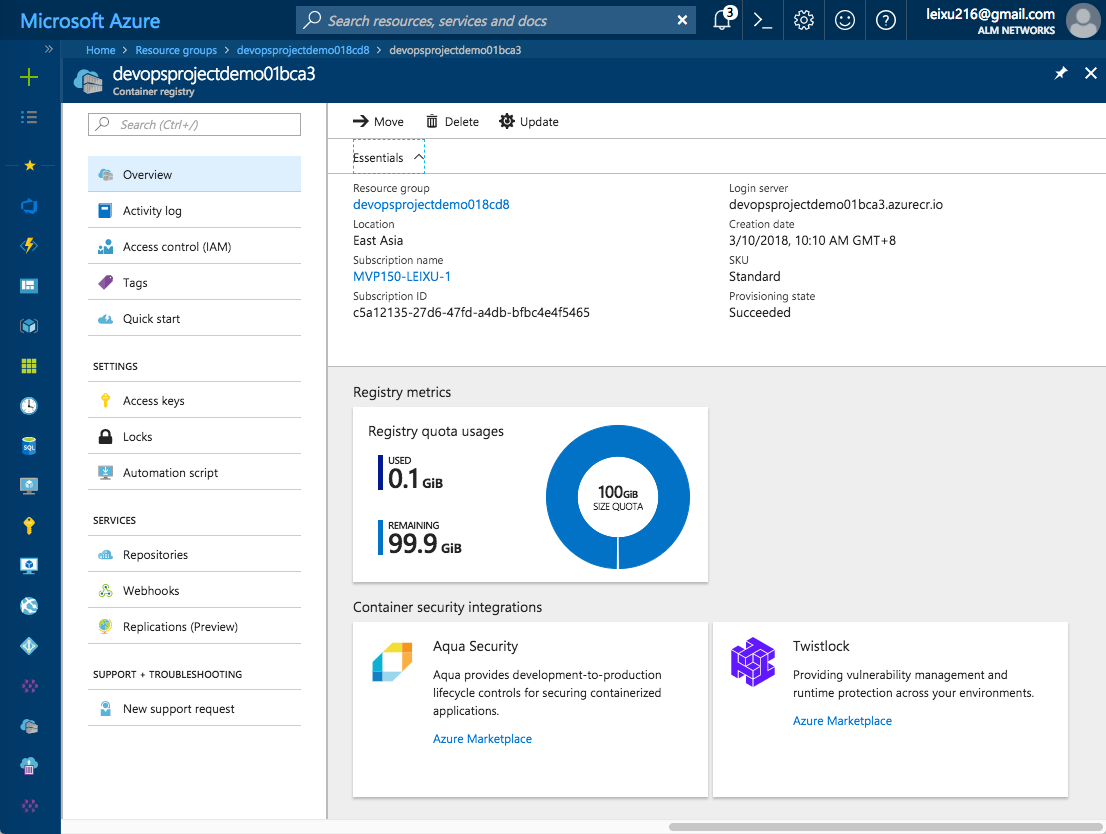 Microsoft Azure
Search resources, services and docs
3
leixu216@gmail.com
ALM NETWORKS
Home > Resource groups > devopsprojectdemo018cd8 > devopsprojectdemo01bca3
devopsprojectdemo01bca3
Container registry
Search (Ctrl+/)
Overview
Activity log
Access control (IAM)
Tags
Quick start
SETTINGS
Access keys
Locks
Automation script
SERVICES
Repositories
Webhooks
Replications (Preview)
SUPPORT + TROUBLESHOOTING
New support request
SQL
Move Delete Update
Essentials
Resource group
devopsprojectdemo018cd8
Location
East Asia
Subscription name
MVP150-LEIXU-1
Subscription ID
c5a12135-27d6-47fd-a4db-bfbc4e4f5465
Login server
devopsprojectdemo01bca3.azurecr.io
Creation date
3/10/2018, 10:10 AM GMT+8
SKU
Standard
Provisioning state
Succeeded
Registry metrics
Registry quota usages
USED
0.1 GiB
REMAINING
99.9 GiB
100GiB
SIZE QUOTA
Container security integrations
Aqua Security
Aqua provides development-to-production
lifecycle controls for securing containerized
applications.
Azure Marketplace
Twistlock
Providing vulnerability management and
runtime protection across your environments.
Azure Marketplace